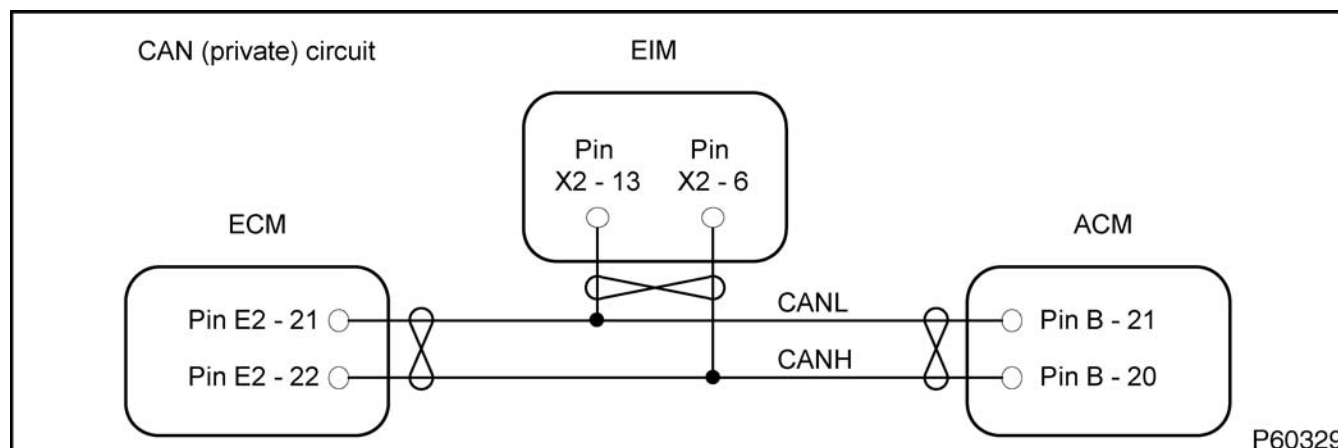 CAN (private) circuit
EIM
Pin
X2 - 13
Pin
X2 - 6
ECM
ACM
Pin E2 - 21
CANL
Pin B - 21
Pin E2 - 22
CANH
Pin B - 20
P60329